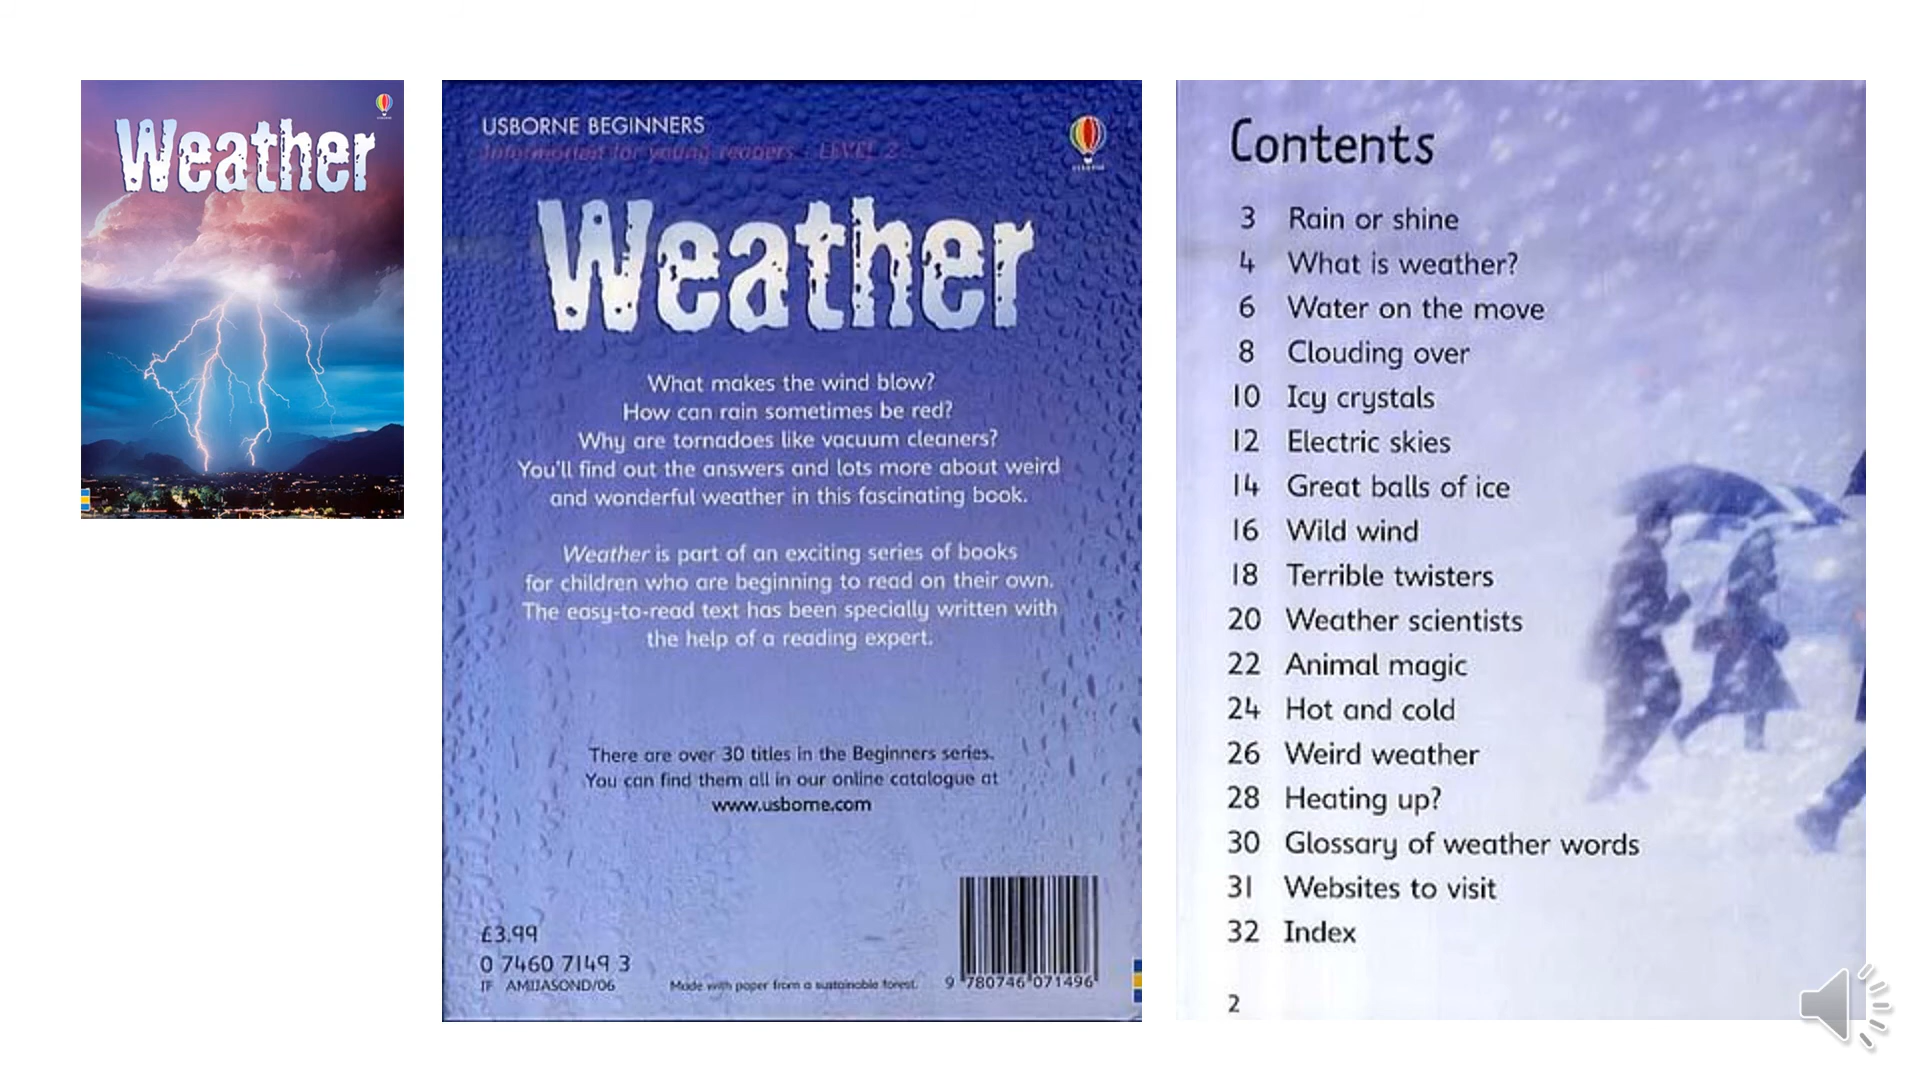 Weather
USBORNE BEGINNERS
Information for young readers - LEVEL 2
Weather
What makes the wind blow?
How can rain sometimes be red?
Why are tornadoes like vacuum cleaners?
You'll find out the answers and lots more about weird
and wonderful weather in this fascinating book.
Weather is part of an exciting series of books
for children who are beginning to read on their own.
The easy-to-read text has been specially written with
the help of a reading expert.
There are over 30 titles in the Beginners series.
You can find them all in our online catalogue at
www.usborne.com
£3.99
0 7460 7149 3
JF AMJJASOND/06
Made with paper from a sustainable forest.
9 780746 071496
Contents
3 Rain or shine
4 What is weather?
6 Water on the move
8 Clouding over
10 Icy crystals
12 Electric skies
14 Great balls of ice
16 Wild wind
18 Terrible twisters
20 Weather scientists
22 Animal magic
24 Hot and cold
26 Weird weather
28 Heating up?
30 Glossary of weather words
31 Websites to visit
32 Index
2